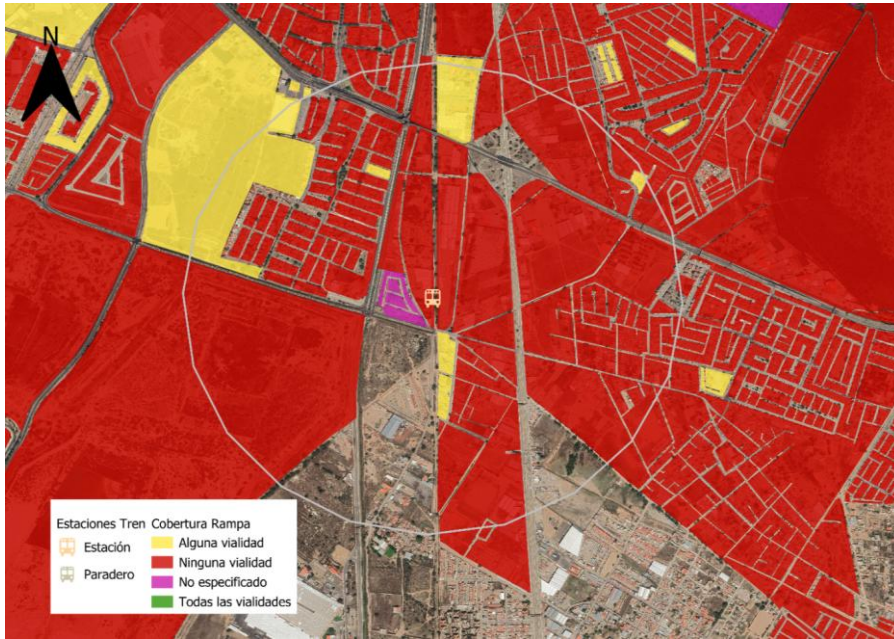 N
Estaciones Tren
Estación
Paradero
Cobertura Rampa
Alguna vialidad
Ninguna vialidad
No especificado
Todas las vialidades